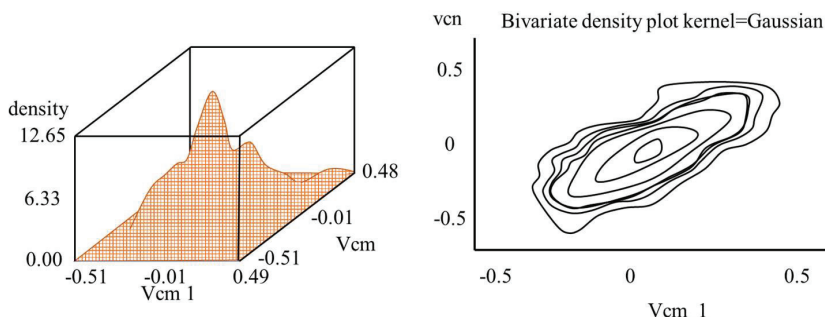 density
12.65
6.33
0.00
-0.51
-0.01
0.49
Vcm 1
-0.51
-0.01
0.48
Vcm
vcn
Bivariate density plot kernel=Gaussian
0.5
0
-0.5
-0.5
0
0.5
Vcm_1